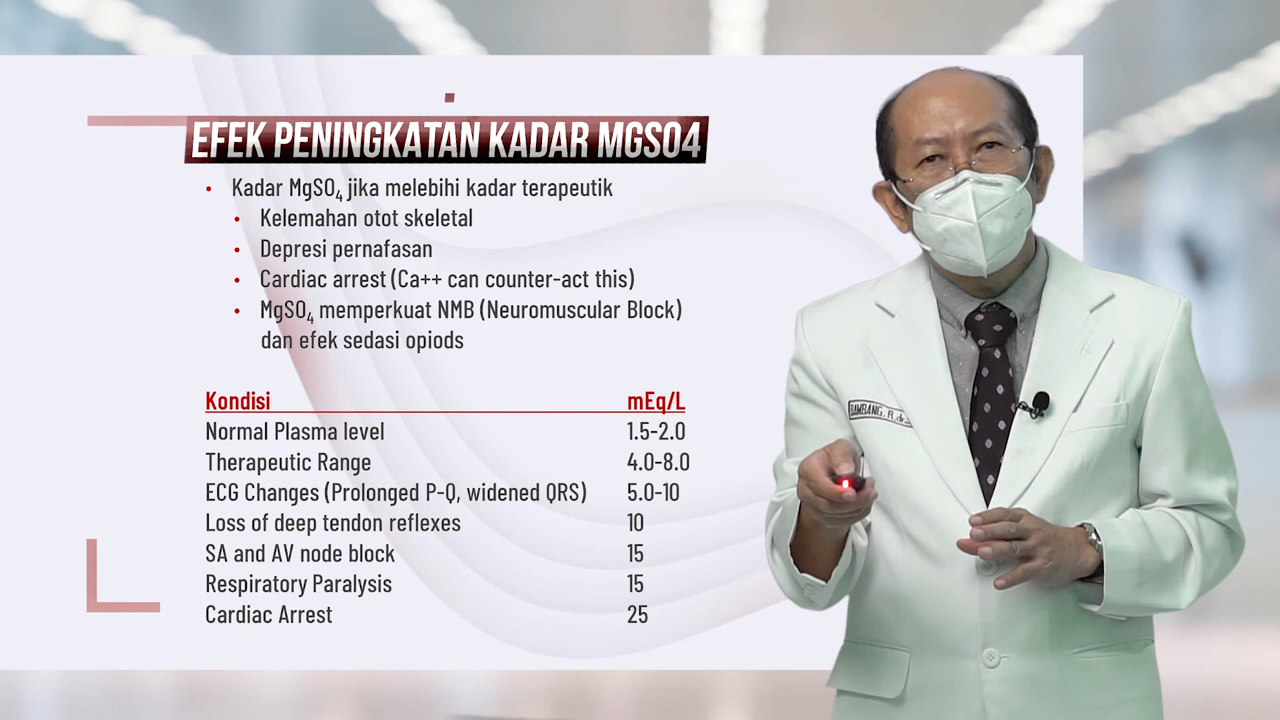 EFEK PENINGKATAN KADAR MGSO4
• Kadar MgSO₄ jika melebihi kadar terapeutik
• Kelemahan otot skeletal
• Depresi pernafasan
• Cardiac arrest (Ca++ can counter-act this)
• MgSO₄ memperkuat NMB (Neuromuscular Block)
dan efek sedasi opiods
Kondisi mEq/L
Normal Plasma level 1.5-2.0
Therapeutic Range 4.0-8.0
ECG Changes (Prolonged P-Q, widened QRS) 5.0-10
Loss of deep tendon reflexes 10
SA and AV node block 15
Respiratory Paralysis 15
Cardiac Arrest 25
BAMBANG. R,dr.